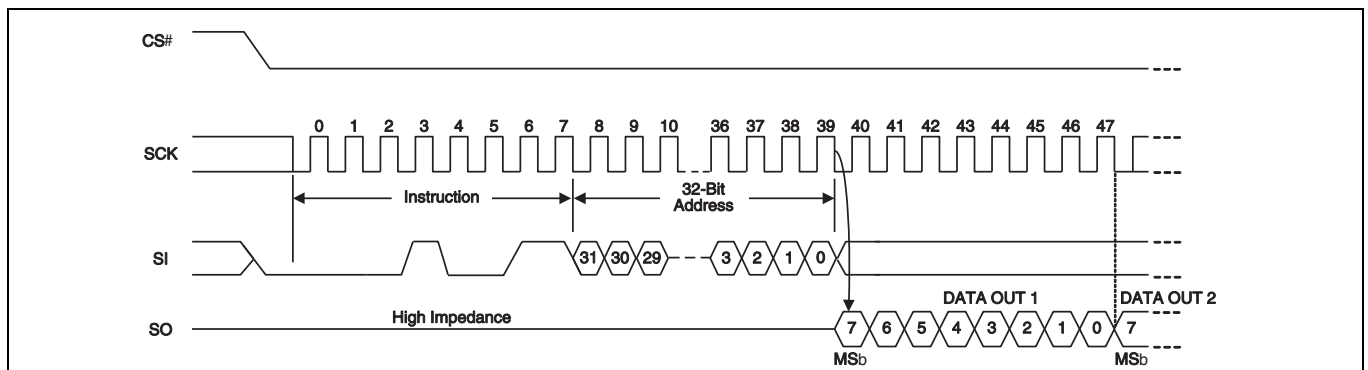 CS#
0 1 2 3 4 5 6 7 8 9 10 36 37 38 39 40 41 42 43 44 45 46 47
SCK
Instruction
32-Bit
Address
SI
31 30 29 3 2 1 0
DATA OUT 1
DATA OUT 2
High Impedance
SO
7 6 5 4 3 2 1 0 7
MSb
MSb